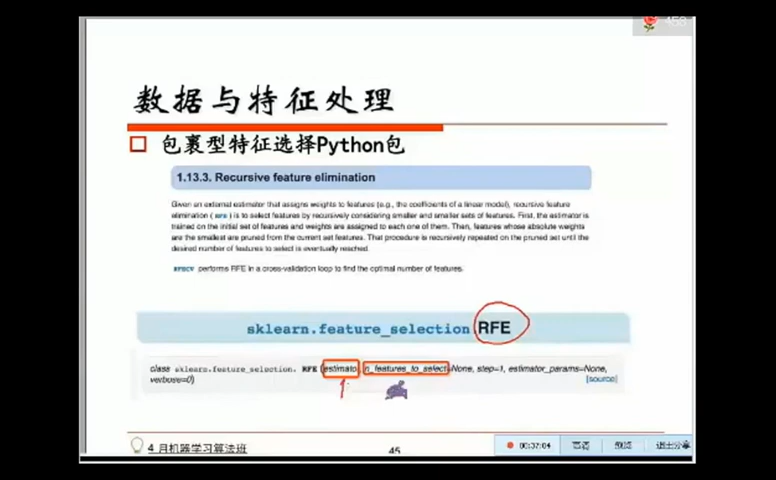 数据与特征处理
包裹型特征选择Python包
1.13.3. Recursive feature elimination
Given an external estimator that assigns weights to features (e.g., the coefficients of a linear model), recursive feature
elimination ( RFE ) is to select features by recursively considering smaller and smaller sets of features. First, the estimator is
trained on the initial set of features and weights are assigned to each one of them. Then, features whose absolute weights
are the smallest are pruned from the current set features. That procedure is recursively repeated on the pruned set until the
desired number of features to select is eventually reached.
RFECV performs RFE in a cross-validation loop to find the optimal number of features.
sklearn.feature_selection.RFE
class sklearn.feature_selection. RFE (estimator, n_features_to_select=None, step=1, estimator_params=None,
verbose=0)
[source]
4 月机器学习算法班
45
00:37:04
退出分享